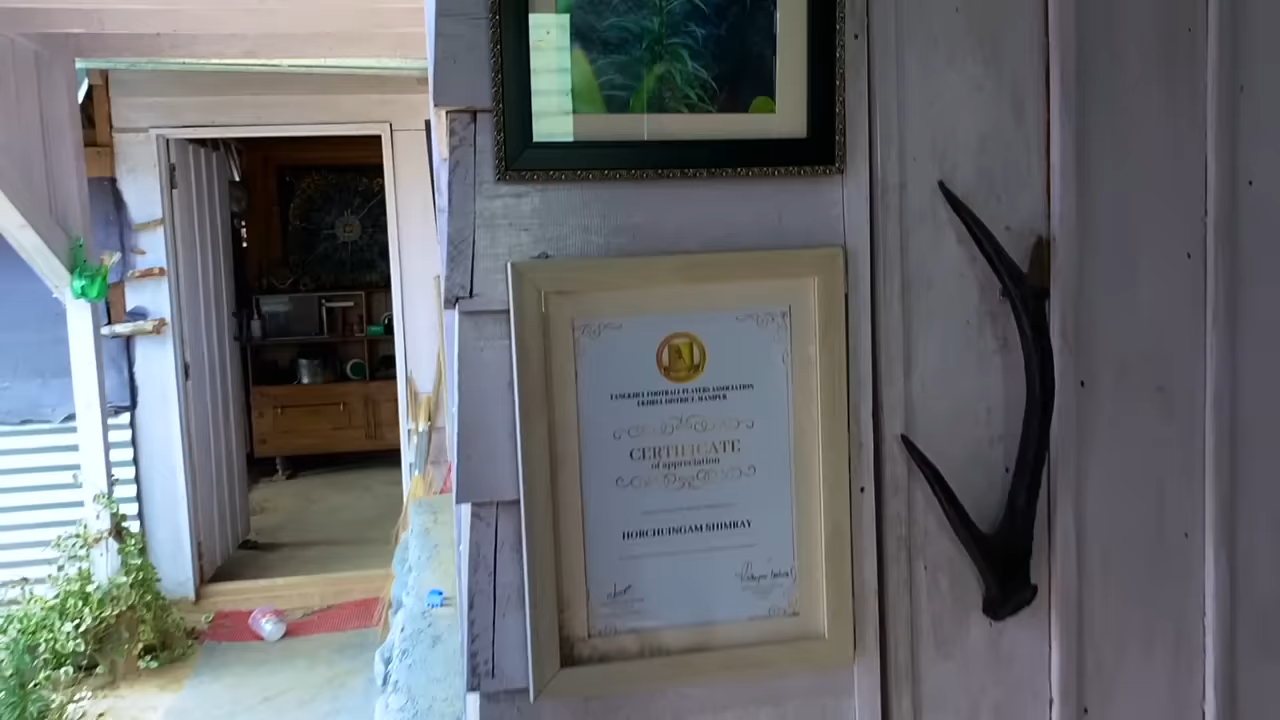 TANGKHUL FOOTBALL PLAYERS ASSOCIATION
UKHRUL DISTRICT, MANIPUR
CERTIFICATE
of appreciation
HORCHUINGAM SHIMRAY